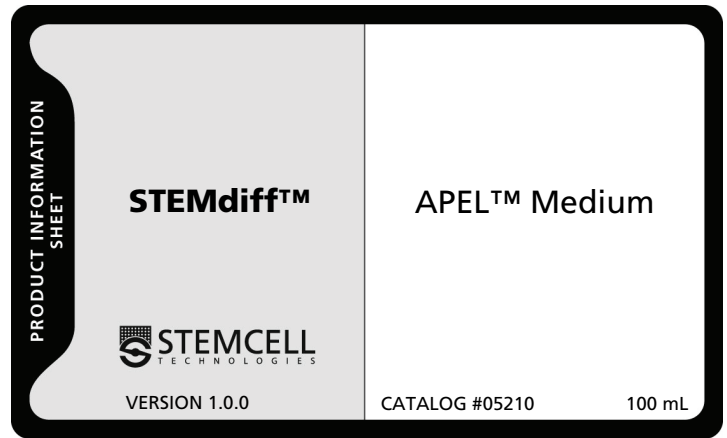 PRODUCT INFORMATION
SHEET
STEMdiff™
STEMCELL
TECHNOLOGIES
VERSION 1.0.0
APEL™ Medium
CATALOG #05210 100 mL